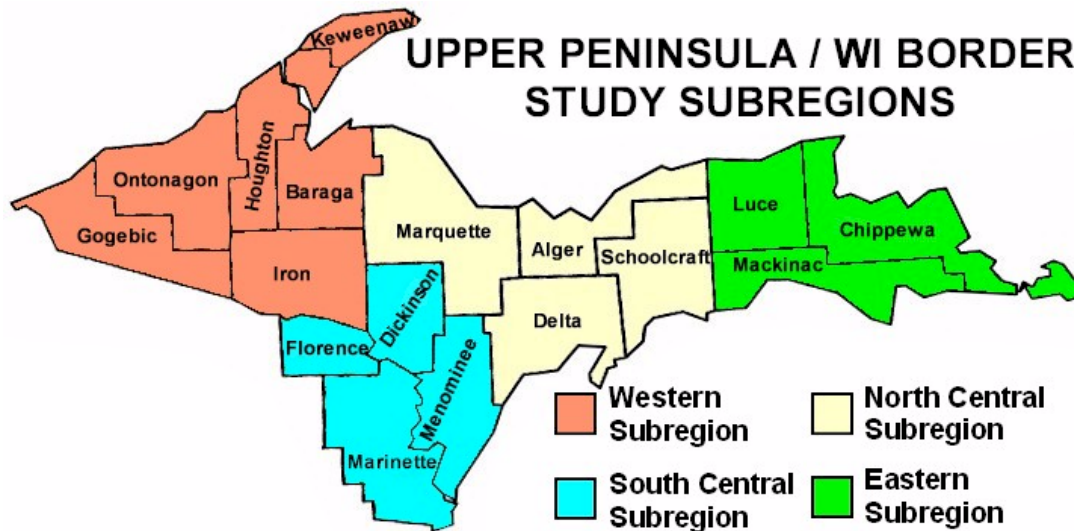 UPPER PENINSULA / WI BORDER
STUDY SUBREGIONS
Keweenaw
Houghton
Ontonagon
Baraga
Gogebic
Iron
Marquette
Alger
Schoolcraft
Luce
Chippewa
Mackinac
Dickinson
Delta
Florence
Menominee
Marinette
Western
Subregion
North Central
Subregion
South Central
Subregion
Eastern
Subregion